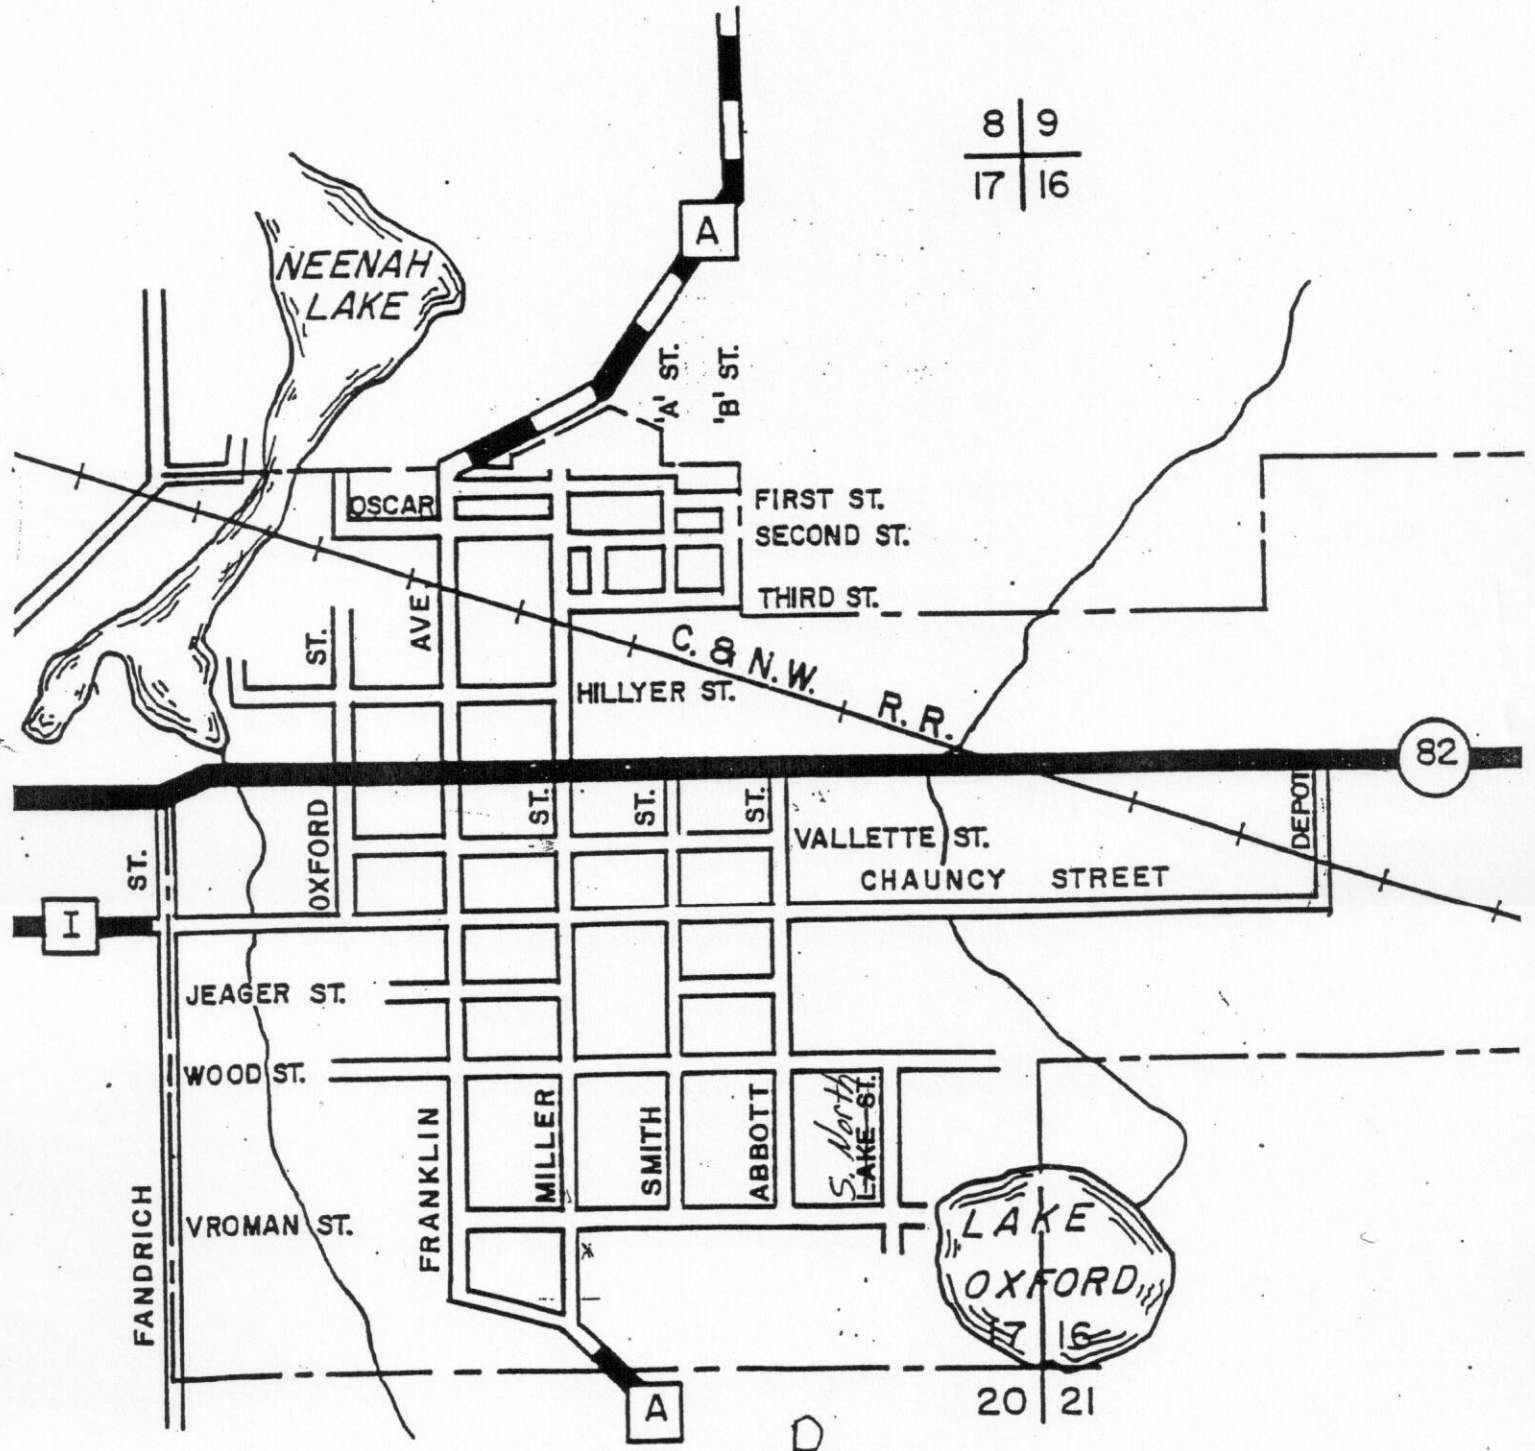 8 9
17 16
A
NEENAH
LAKE
'A' ST.
'B' ST.
OSCAR
FIRST ST.
SECOND ST.
THIRD ST.
AVE.
ST.
C. & N.W. R. R.
HILLYER ST.
82
ST.
OXFORD
ST.
ST.
ST.
VALLETTE ST.
DEPOT
CHAUNCY STREET
I
JEAGER ST.
WOOD ST.
FANDRICH
FRANKLIN
MILLER
SMITH
ABBOTT
S. North
LAKE ST.
VROMAN ST.
LAKE
OXFORD
17 16
20 21
A
D